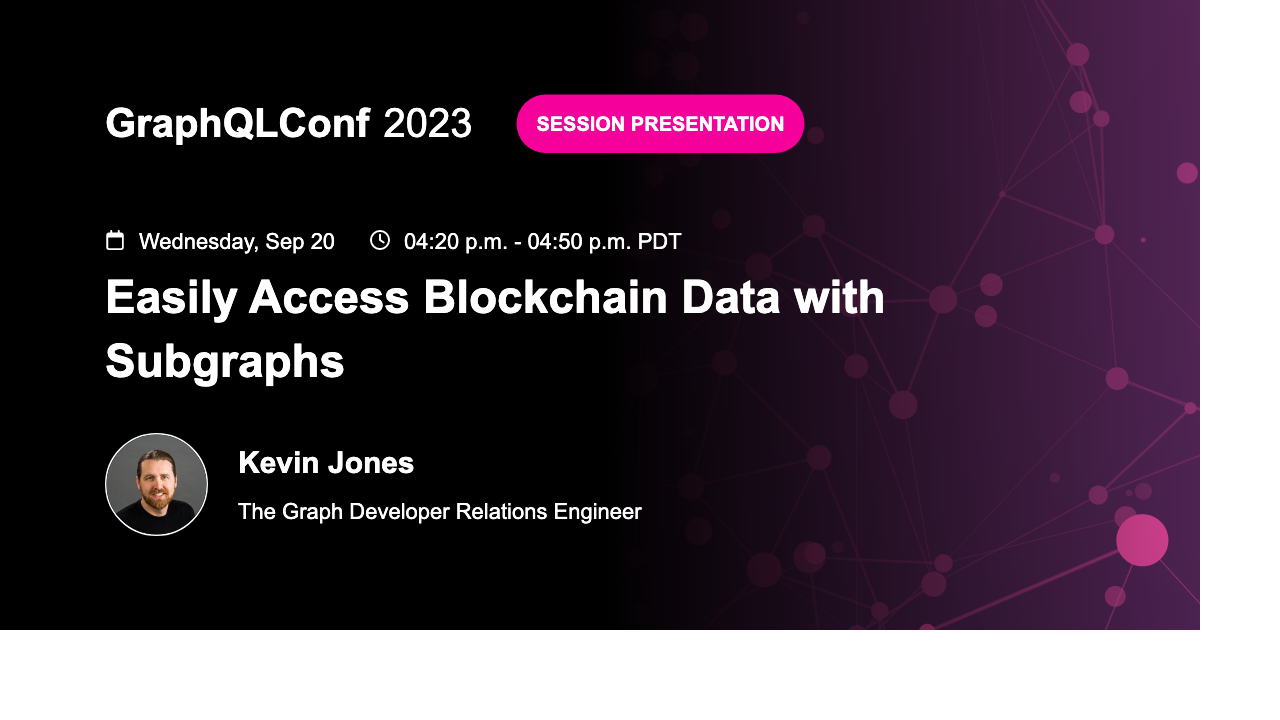 GraphQLConf 2023
SESSION PRESENTATION
Wednesday, Sep 20
04:20 p.m. - 04:50 p.m. PDT
Easily Access Blockchain Data with
Subgraphs
Kevin Jones
The Graph Developer Relations Engineer